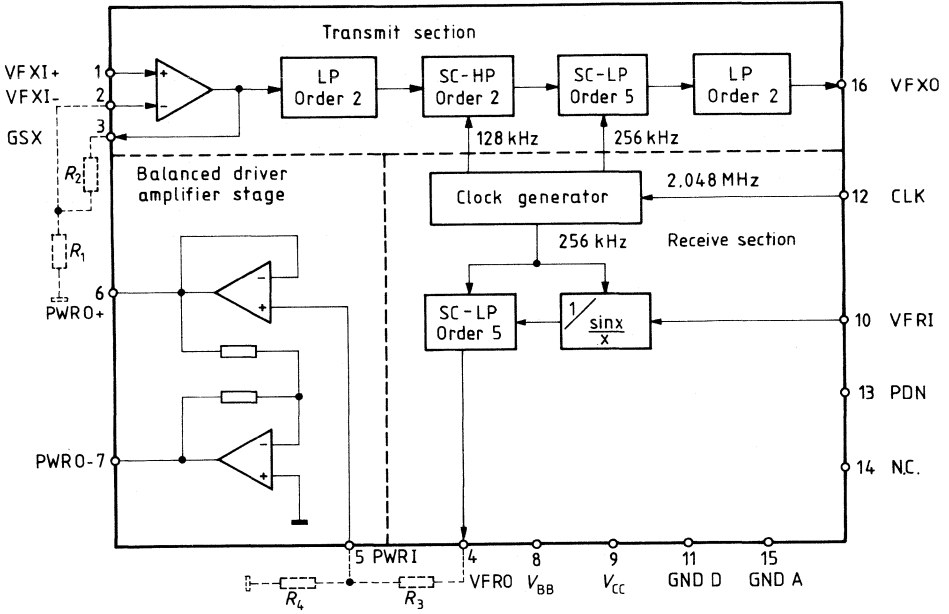 Transmit section
VFXI+
1
VFXI-
2
GSX
3
+
-
LP
Order 2
SC-HP
Order 2
SC-LP
Order 5
LP
Order 2
16 VFXO
128 kHz
256 kHz
R2
R1
Balanced driver
amplifier stage
Clock generator
2,048 MHz
12 CLK
256 kHz
Receive section
6
PWRO+
-
+
SC-LP
Order 5
1/
sinx
x
10 VFRI
13 PDN
14 N.C.
PWRO-7
-
+
5 PWRI
4
VFRO
8
VBB
9
VCC
11
GND D
15
GND A
R4
R3